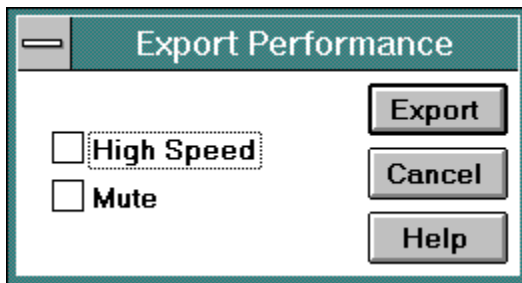 Export Performance
High Speed
Mute
Export
Cancel
Help